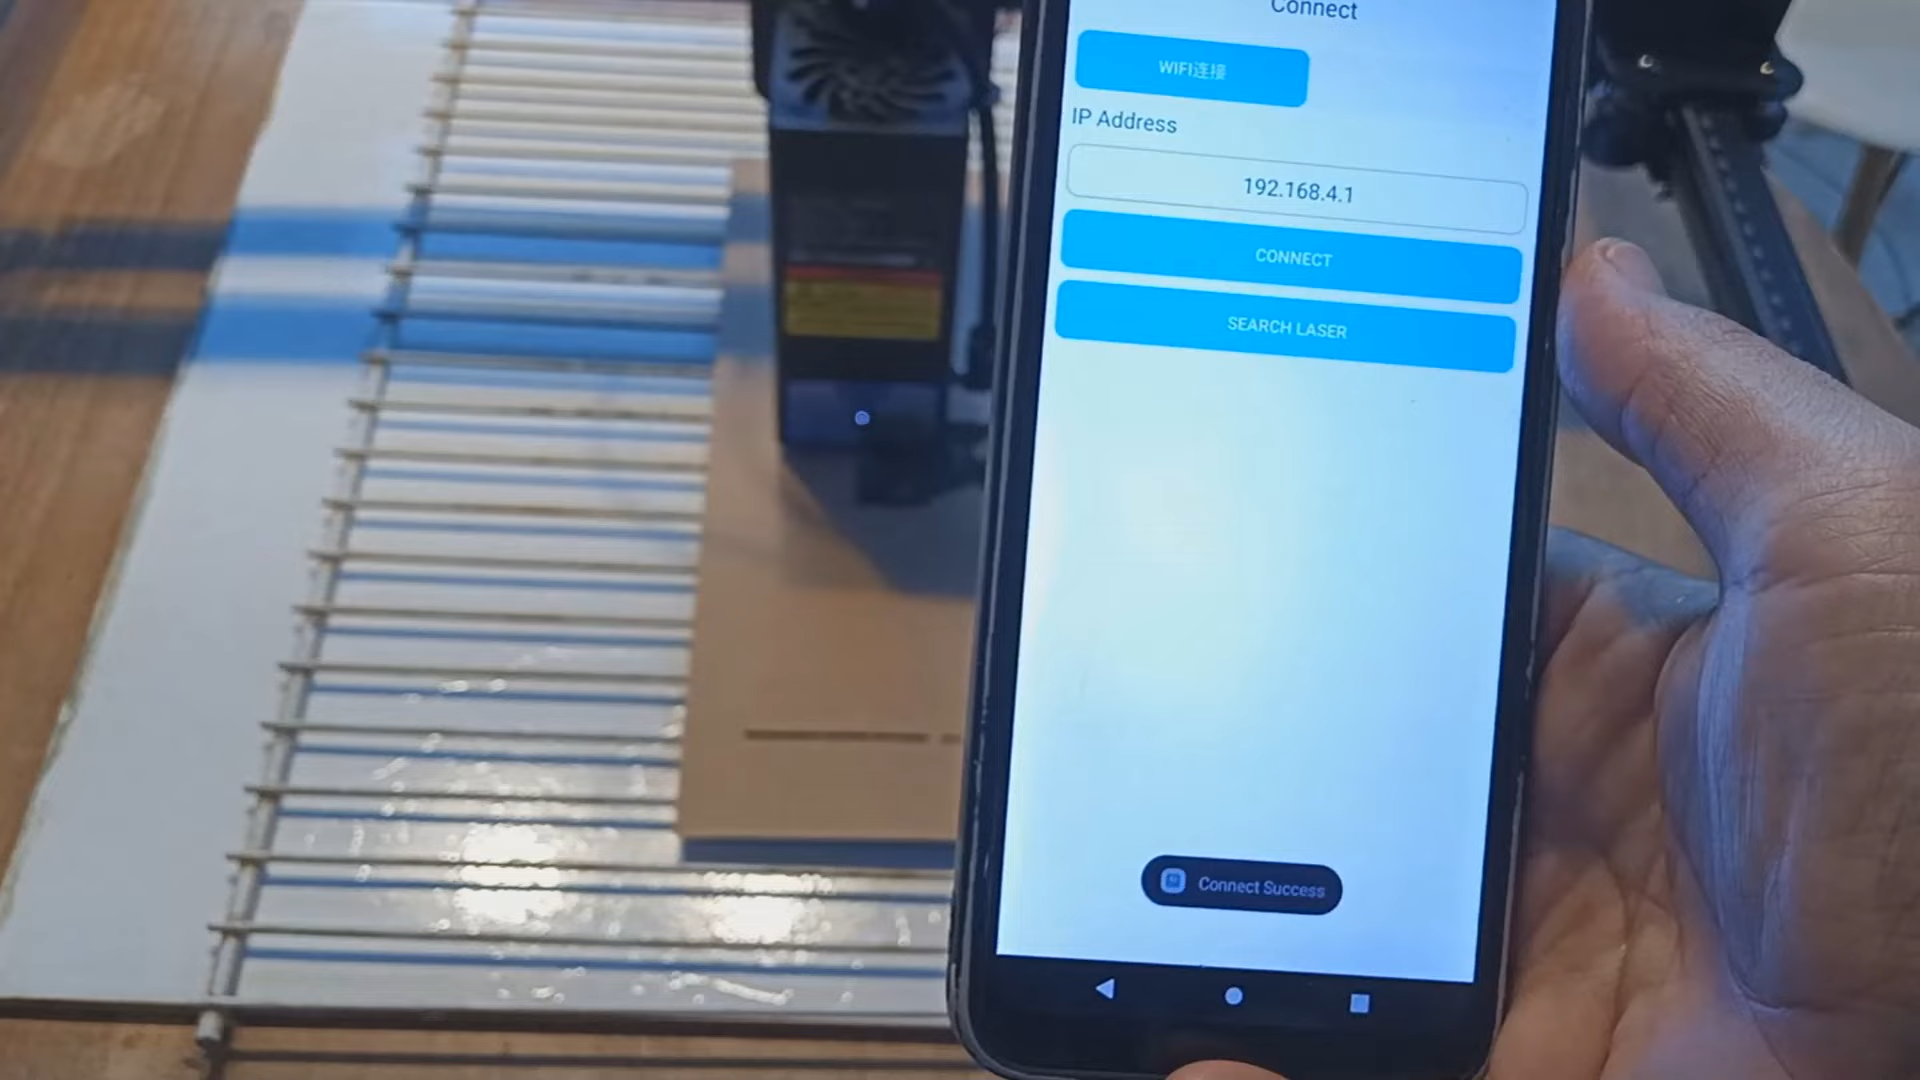 Connect
WIFI连接
IP Address
192.168.4.1
CONNECT
SEARCH LASER
Connect Success